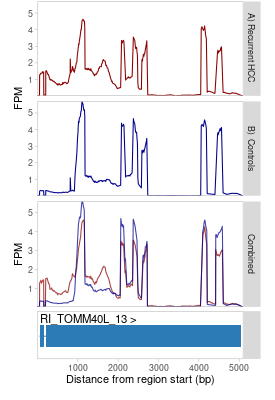 5
4
3
2
1
FPM
A) Recurrent HCC
5
4
3
2
1
B) Controls
5
4
3
2
1
FPM
Combined
RI_TOMM40L_13 >
1000 2000 3000 4000 5000
Distance from region start (bp)